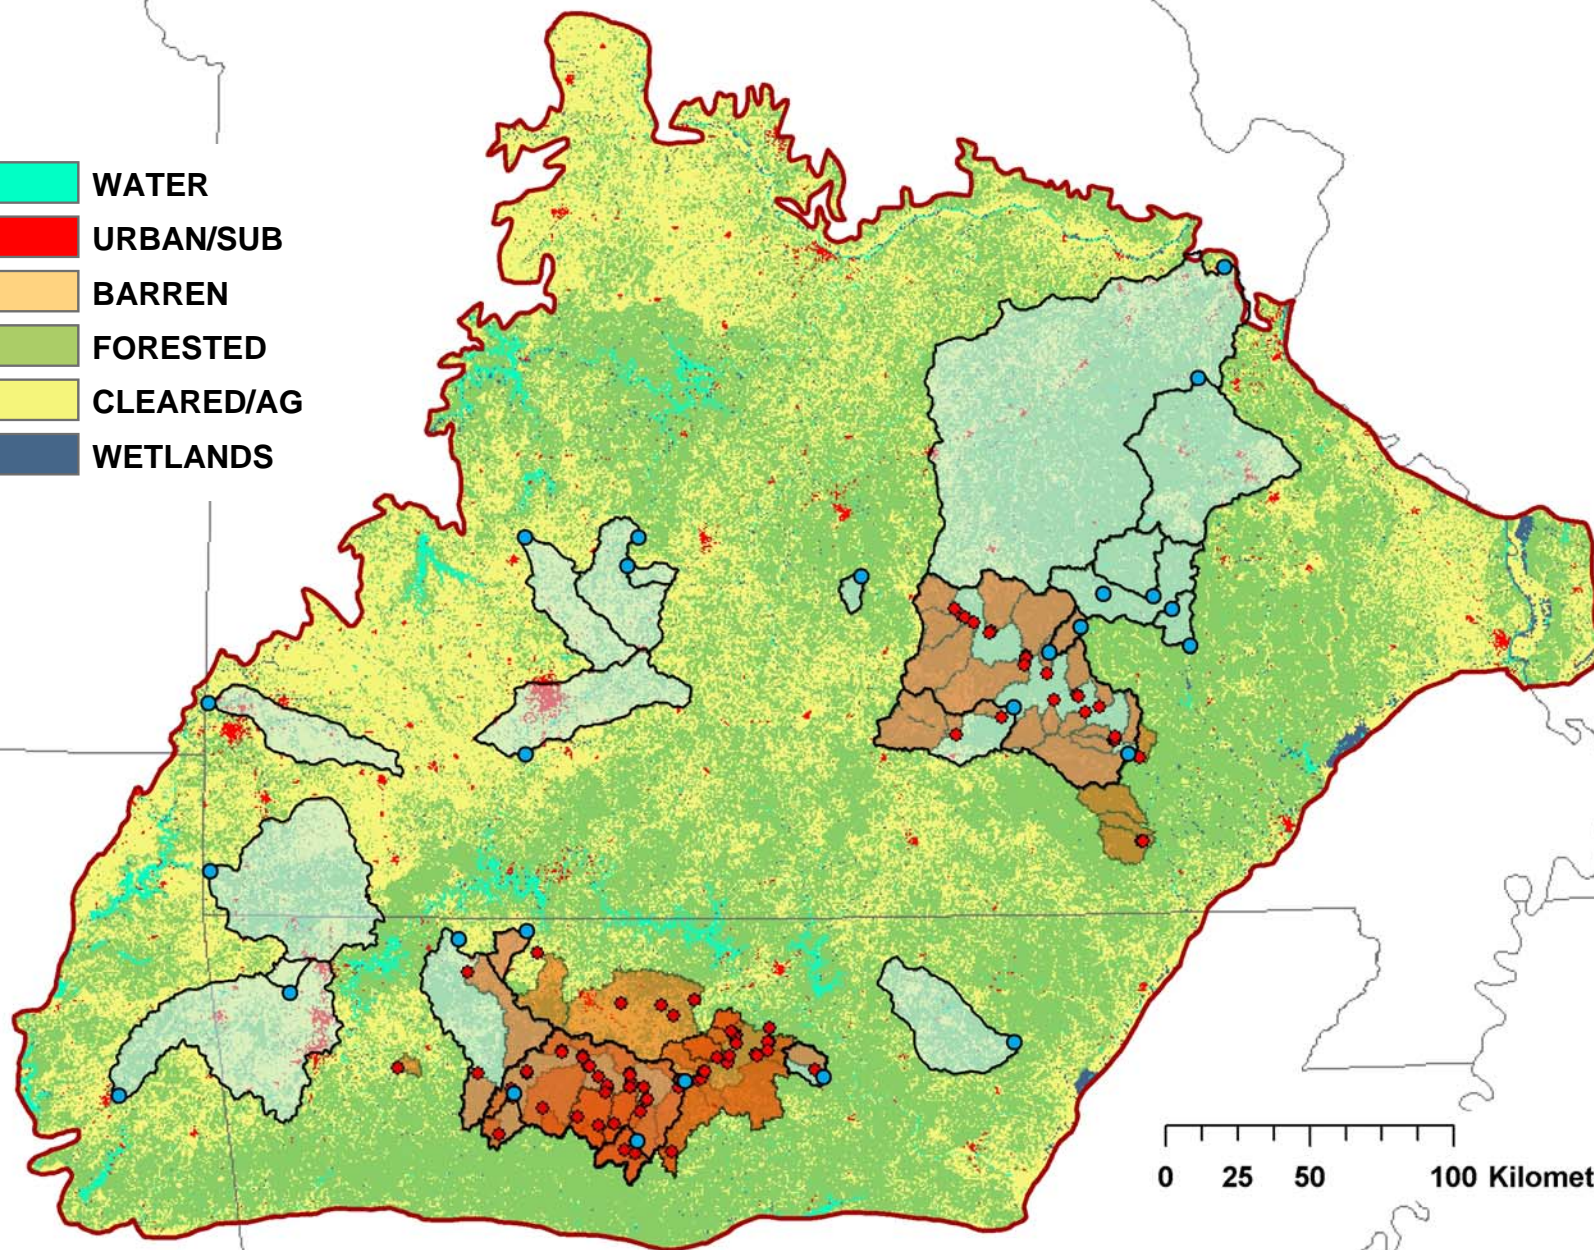 WATER
URBAN/SUB
BARREN
FORESTED
CLEARED/AG
WETLANDS
0 25 50 100 Kilomet